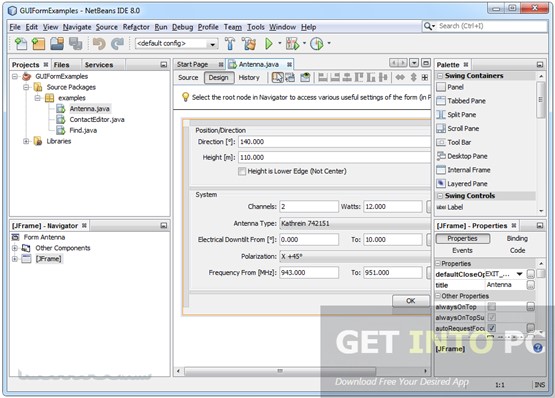 GUIFormExamples - NetBeans IDE 8.0
File Edit View Navigate Source Refactor Run Debug Profile Team Tools Window Help
Search (Ctrl+I)
<default config>
Projects Files Services
GUIFormExamples
Source Packages
examples
Antenna.java
ContactEditor.java
Find.java
Libraries
[JFrame] - Navigator
Form Antenna
Other Components
[JFrame]
Start Page Antenna.java
Source Design History
Select the root node in Navigator to access various useful settings of the form (in P
Position/Direction
Direction [°]: 140.000
Height [m]: 110.000
Height is Lower Edge (Not Center)
System
Channels: 2 Watts: 12.000
Antenna Type: Kathrein 742151
Electrical Downtilt From [°]: 0.000 To: 10.000
Polarization: X +45°
Frequency From [MHz]: 943.000 To: 951.000
OK
Palette
Swing Containers
Panel
Tabbed Pane
Split Pane
Scroll Pane
Tool Bar
Desktop Pane
Internal Frame
Layered Pane
Swing Controls
Label
[JFrame] - Properties
Properties Binding
Events Code
Properties
defaultCloseOp EXIT_...
title Antenna
Other Properties
alwaysOnTop
alwaysOnTopSu
autoRequestFocu
[JFrame]
GET INTO PC
Download Free Your Desired App
1:1 INS